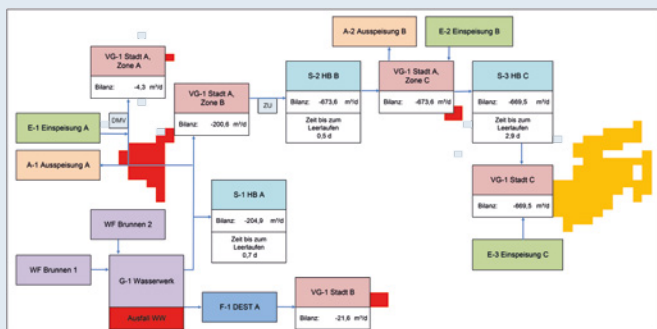 A-2 Ausspeisung B
E-2 Einspeisung B
VG-1 Stadt A,
Zone A
Bilanz: -4,3 m³/d
S-2 HB B
Bilanz: -673,6 m³/d
Zeit bis zum
Leerlaufen
0,5 d
VG-1 Stadt A,
Zone C
Bilanz: -673,6 m³/d
S-3 HB C
Bilanz: -669,5 m³/d
Zeit bis zum
Leerlaufen
2,9 d
VG-1 Stadt A,
Zone B
Bilanz: -200,6 m³/d
ZU
DMV
E-1 Einspeisung A
A-1 Ausspeisung A
S-1 HB A
Bilanz: -204,9 m³/d
Zeit bis zum
Leerlaufen
0,7 d
VG-1 Stadt C
Bilanz: -669,5 m³/d
E-3 Einspeisung C
WF Brunnen 2
WF Brunnen 1
G-1 Wasserwerk
Ausfall WW
F-1 DEST A
VG-1 Stadt B
Bilanz: -21,6 m³/d